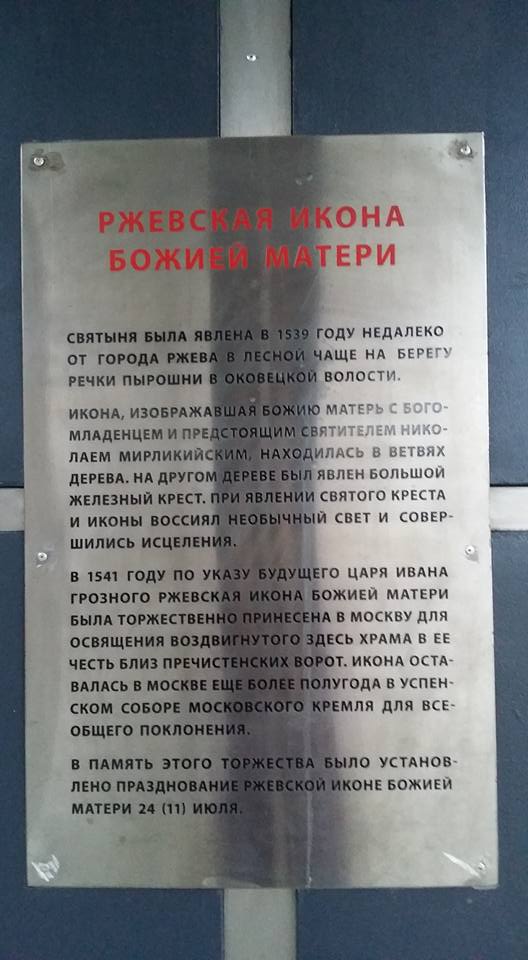 РЖЕВСКАЯ ИКОНА
БОЖИЕЙ МАТЕРИ
СВЯТЫНЯ БЫЛА ЯВЛЕНА В 1539 ГОДУ НЕДАЛЕКО
ОТ ГОРОДА РЖЕВА В ЛЕСНОЙ ЧАЩЕ НА БЕРЕГУ
РЕЧКИ ПЫРОШНИ В ОКОВЕЦКОЙ ВОЛОСТИ.
ИКОНА, ИЗОБРАЖАВШАЯ БОЖИЮ МАТЕРЬ С БОГО-
МЛАДЕНЦЕМ И ПРЕДСТОЯЩИМ СВЯТИТЕЛЕМ НИКО-
ЛАЕМ МИРЛИКИЙСКИМ, НАХОДИЛАСЬ В ВЕТВЯХ
ДЕРЕВА. НА ДРУГОМ ДЕРЕВЕ БЫЛ ЯВЛЕН БОЛЬШОЙ
ЖЕЛЕЗНЫЙ КРЕСТ. ПРИ ЯВЛЕНИИ СВЯТОГО КРЕСТА
И ИКОНЫ ВОССИЯЛ НЕОБЫЧНЫЙ СВЕТ И СОВЕР-
ШИЛИСЬ ИСЦЕЛЕНИЯ.
В 1541 ГОДУ ПО УКАЗУ БУДУЩЕГО ЦАРЯ ИВАНА
ГРОЗНОГО РЖЕВСКАЯ ИКОНА БОЖИЕЙ МАТЕРИ
БЫЛА ТОРЖЕСТВЕННО ПРИНЕСЕНА В МОСКВУ ДЛЯ
ОСВЯЩЕНИЯ ВОЗДВИГНУТОГО ЗДЕСЬ ХРАМА В ЕЕ
ЧЕСТЬ БЛИЗ ПРЕЧИСТЕНСКИХ ВОРОТ. ИКОНА ОСТА-
ВАЛАСЬ В МОСКВЕ ЕЩЕ БОЛЕЕ ПОЛУГОДА В УСПЕН-
СКОМ СОБОРЕ МОСКОВСКОГО КРЕМЛЯ ДЛЯ ВСЕ-
ОБЩЕГО ПОКЛОНЕНИЯ.
В ПАМЯТЬ ЭТОГО ТОРЖЕСТВА БЫЛО УСТАНОВ-
ЛЕНО ПРАЗДНОВАНИЕ РЖЕВСКОЙ ИКОНЕ БОЖИЕЙ
МАТЕРИ 24 (11) ИЮЛЯ.